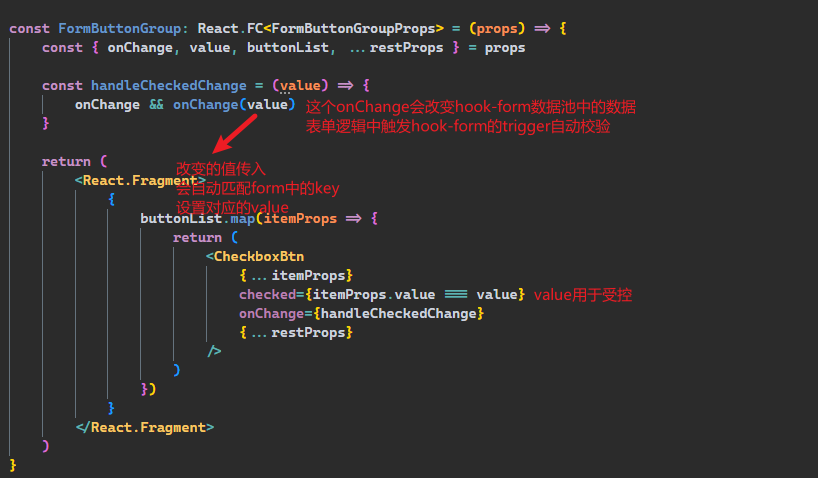 const FormButtonGroup: React.FC<FormButtonGroupProps> = (props) => {
const { onChange, value, buttonList, ...restProps } = props
const handleCheckedChange = (value) => {
onChange && onChange(value) 这个onChange会改变hook-form数据池中的数据
} 表单逻辑中触发hook-form的trigger自动校验
return ( 改变的值传入
<React.Fragment> 会自动匹配form中的key
{ 设置对应的value
buttonList.map(itemProps => {
return (
<CheckboxBtn
{...itemProps}
checked={itemProps.value === value} value用于受控
onChange={handleCheckedChange}
{...restProps}
/>
)
})
}
</React.Fragment>
)
}